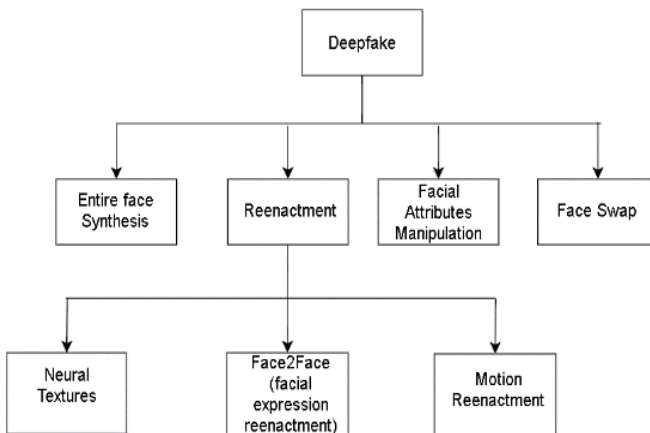 Deepfake
Entire face
Synthesis
Reenactment
Facial
Attributes
Manipulation
Face Swap
Neural
Textures
Face2Face
(facial
expression
reenactment)
Motion
Reenactment